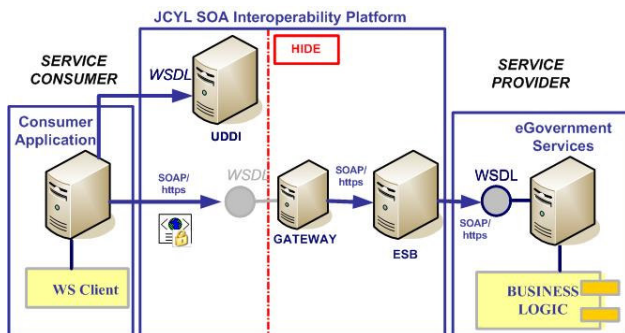 JCYL SOA Interoperability Platform
SERVICE
CONSUMER
WSDL
HIDE
SERVICE
PROVIDER
Consumer
Application
UDDI
eGovernment
Services
SOAP/
https
WSDL
SOAP/
https
WSDL
GATEWAY
ESB
SOAP/
https
WS Client
BUSINESS
LOGIC